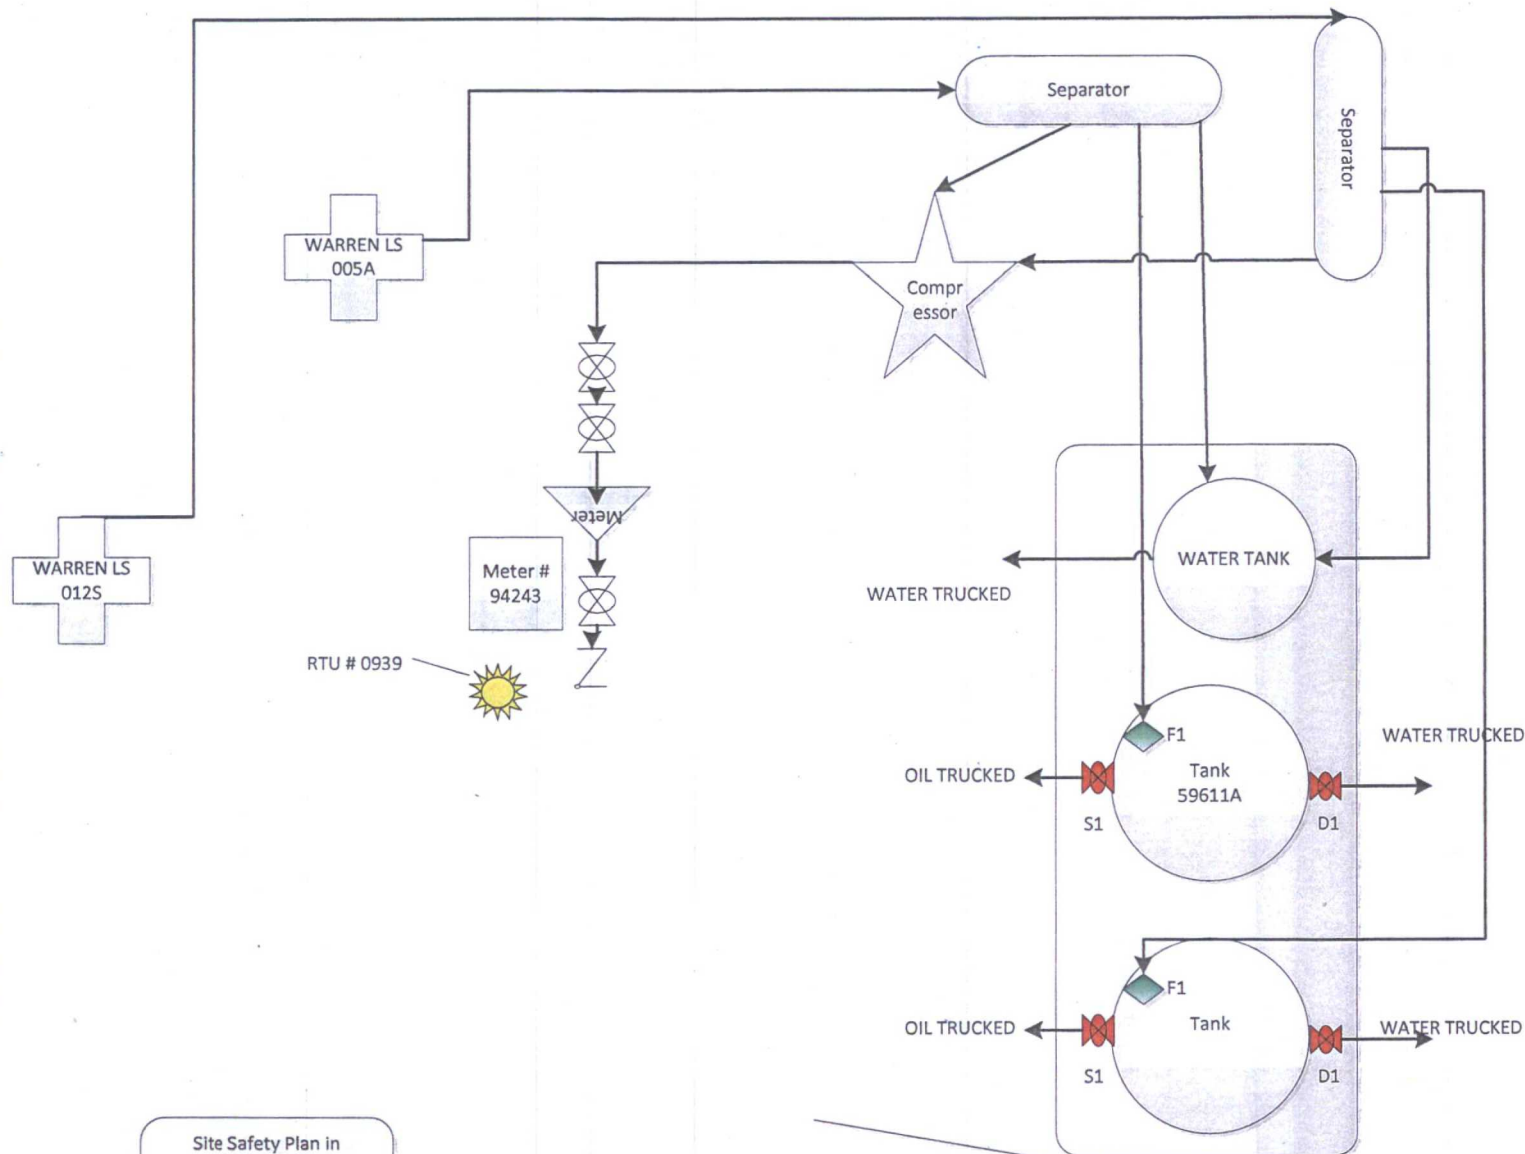 Separator
Separator
WARREN LS
005A
Compr
essor
Meter
WARREN LS
012S
Meter #
94243
WATER TANK
WATER TRUCKED
RTU # 0939
F1
WATER TRUCKED
OIL TRUCKED
Tank
59611A
S1
D1
F1
OIL TRUCKED
Tank
WATER TRUCKED
S1
D1
Site Safety Plan in